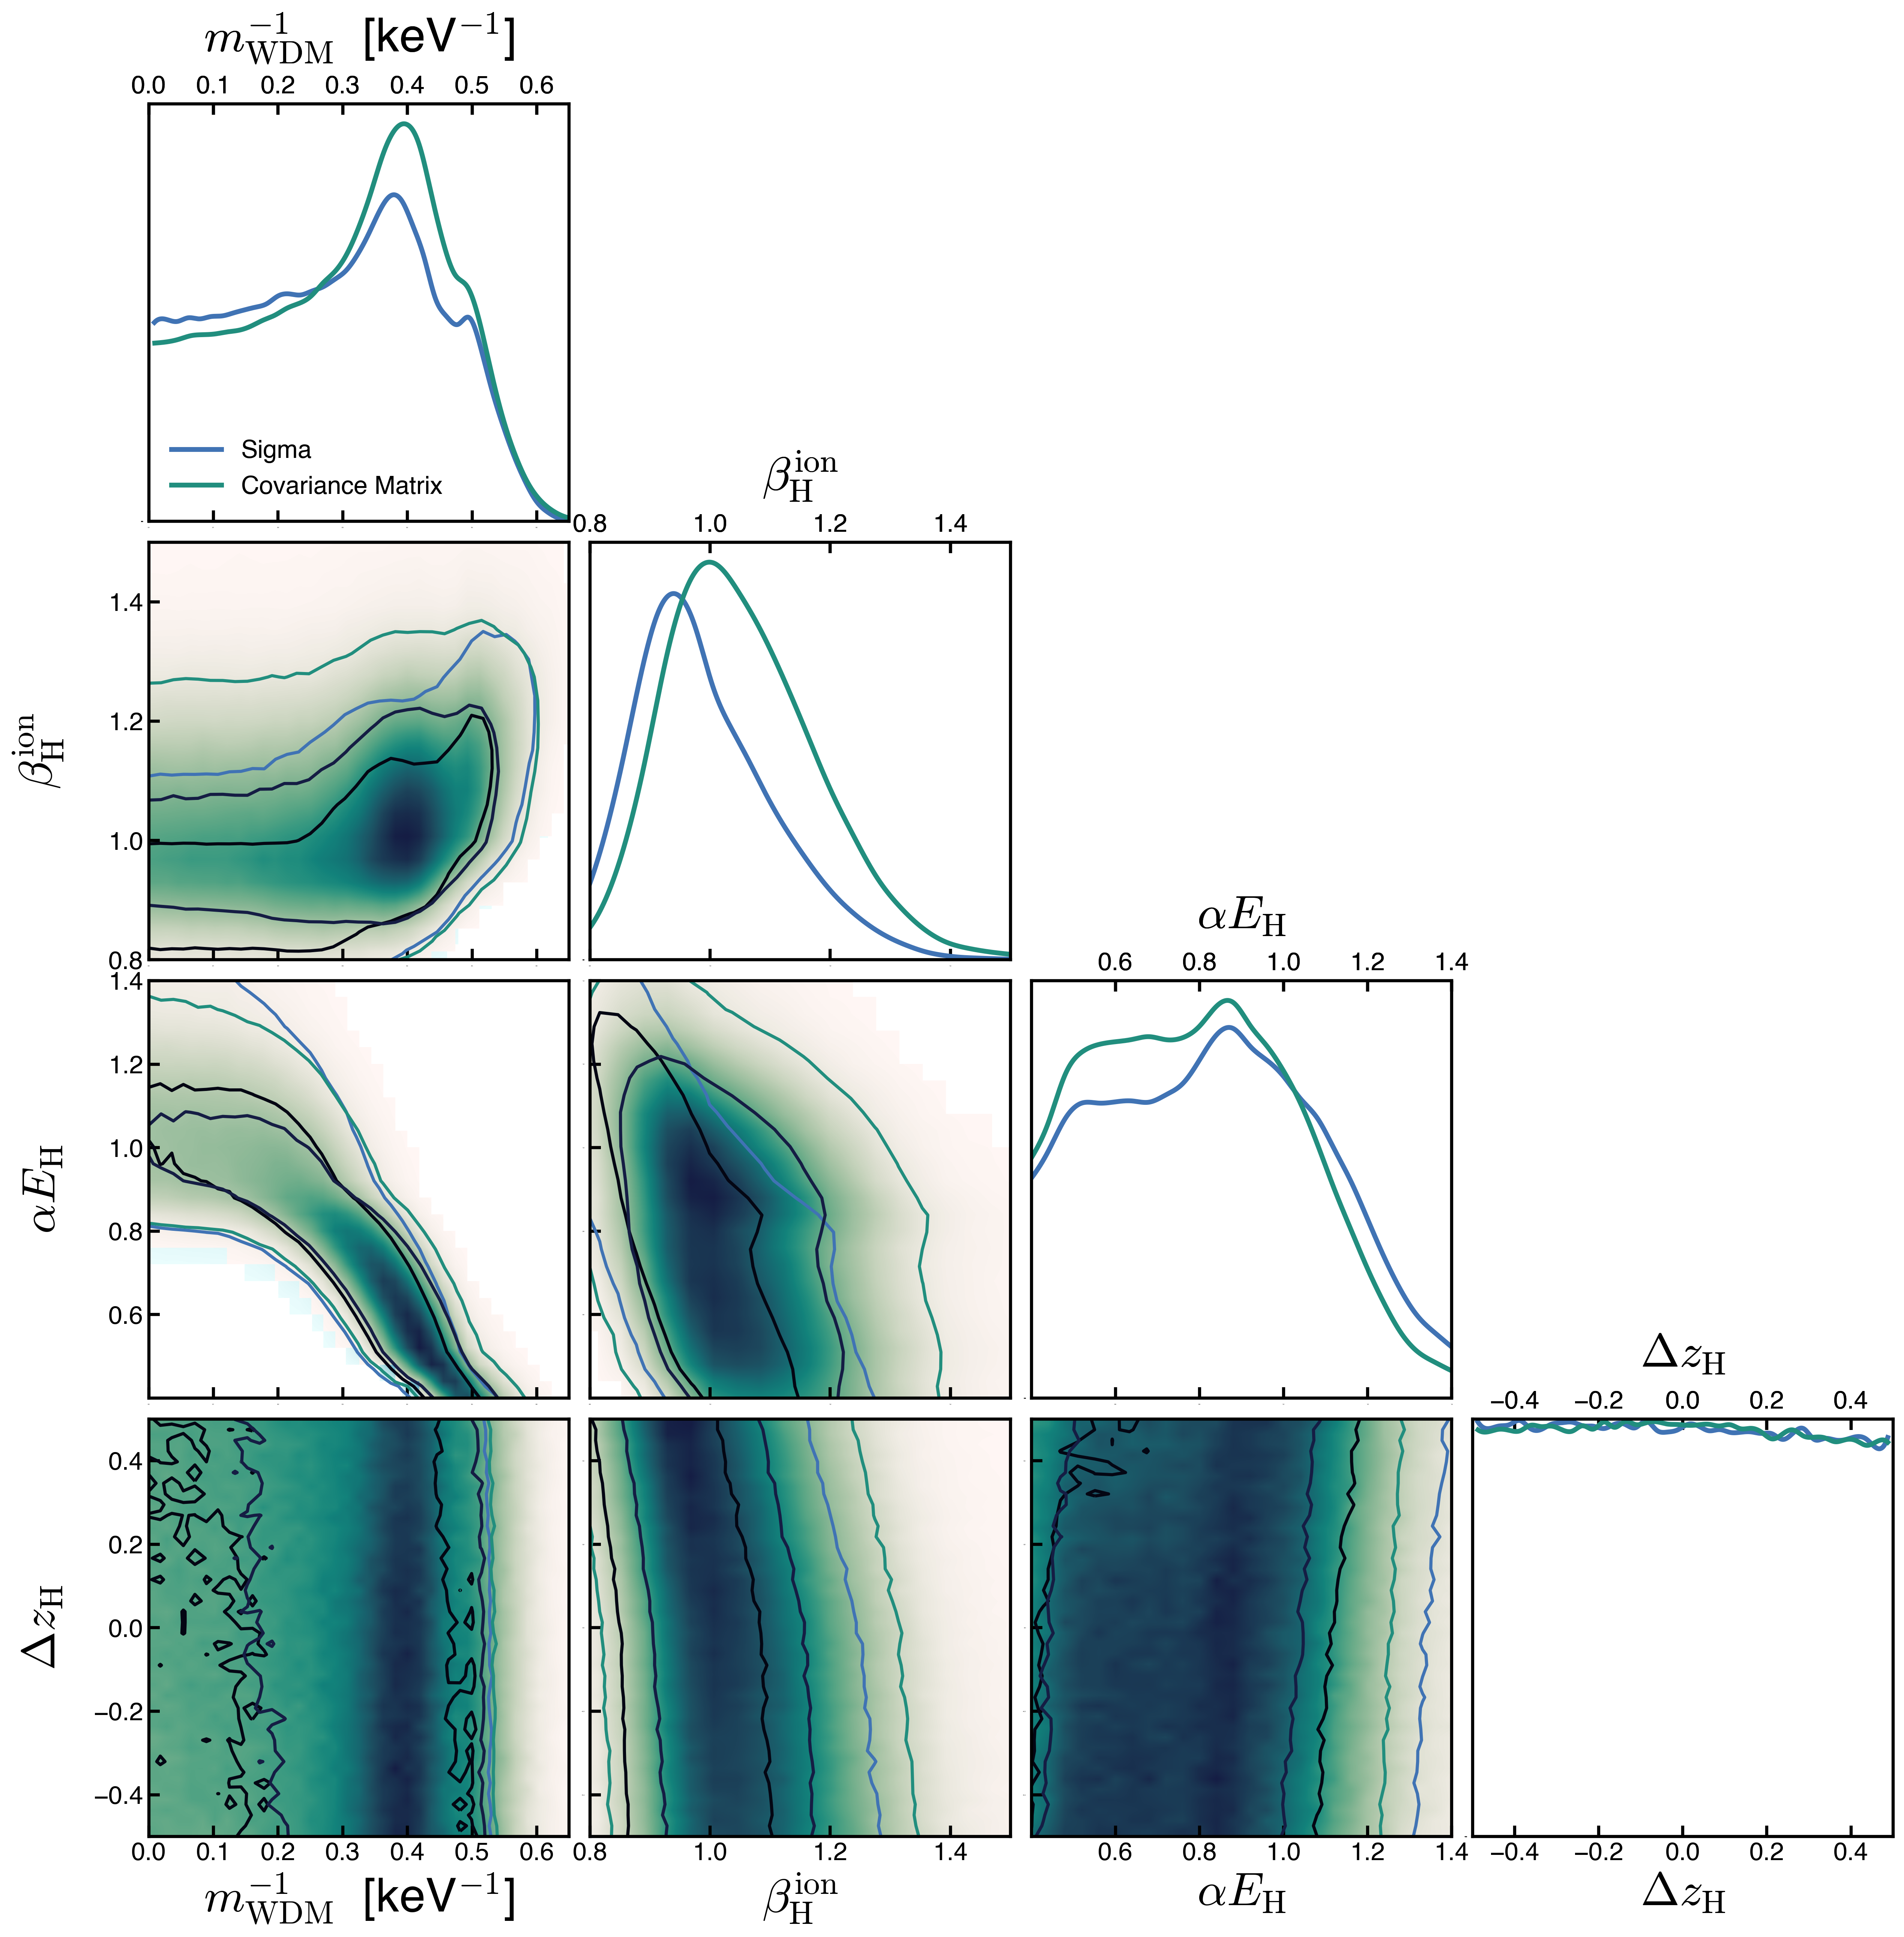 m⁻¹_WDM [keV⁻¹]
0.0 0.1 0.2 0.3 0.4 0.5 0.6
Sigma
Covariance Matrix
β_H^ion
0.8 1.0 1.2 1.4
β_H^ion
1.4
1.2
1.0
0.8
αE_H
0.6 0.8 1.0 1.2 1.4
αE_H
1.4
1.2
1.0
0.8
0.6
Δz_H
−0.4 −0.2 0.0 0.2 0.4
Δz_H
0.4
0.2
0.0
−0.2
−0.4
0.0 0.1 0.2 0.3 0.4 0.5 0.6 0.8 1.0 1.2 1.4 0.6 0.8 1.0 1.2 1.4 −0.4 −0.2 0.0 0.2 0.4
m⁻¹_WDM [keV⁻¹] β_H^ion αE_H Δz_H